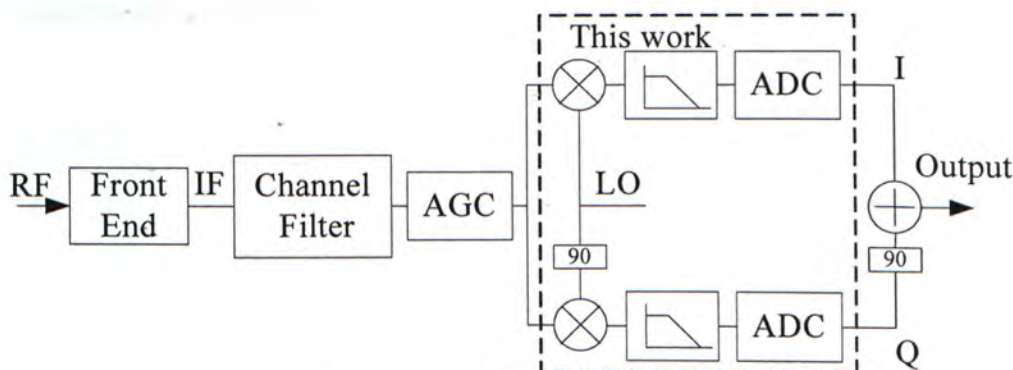 This work
ADC
I
RF
Front
End
IF
Channel
Filter
AGC
LO
Output
90
90
ADC
Q